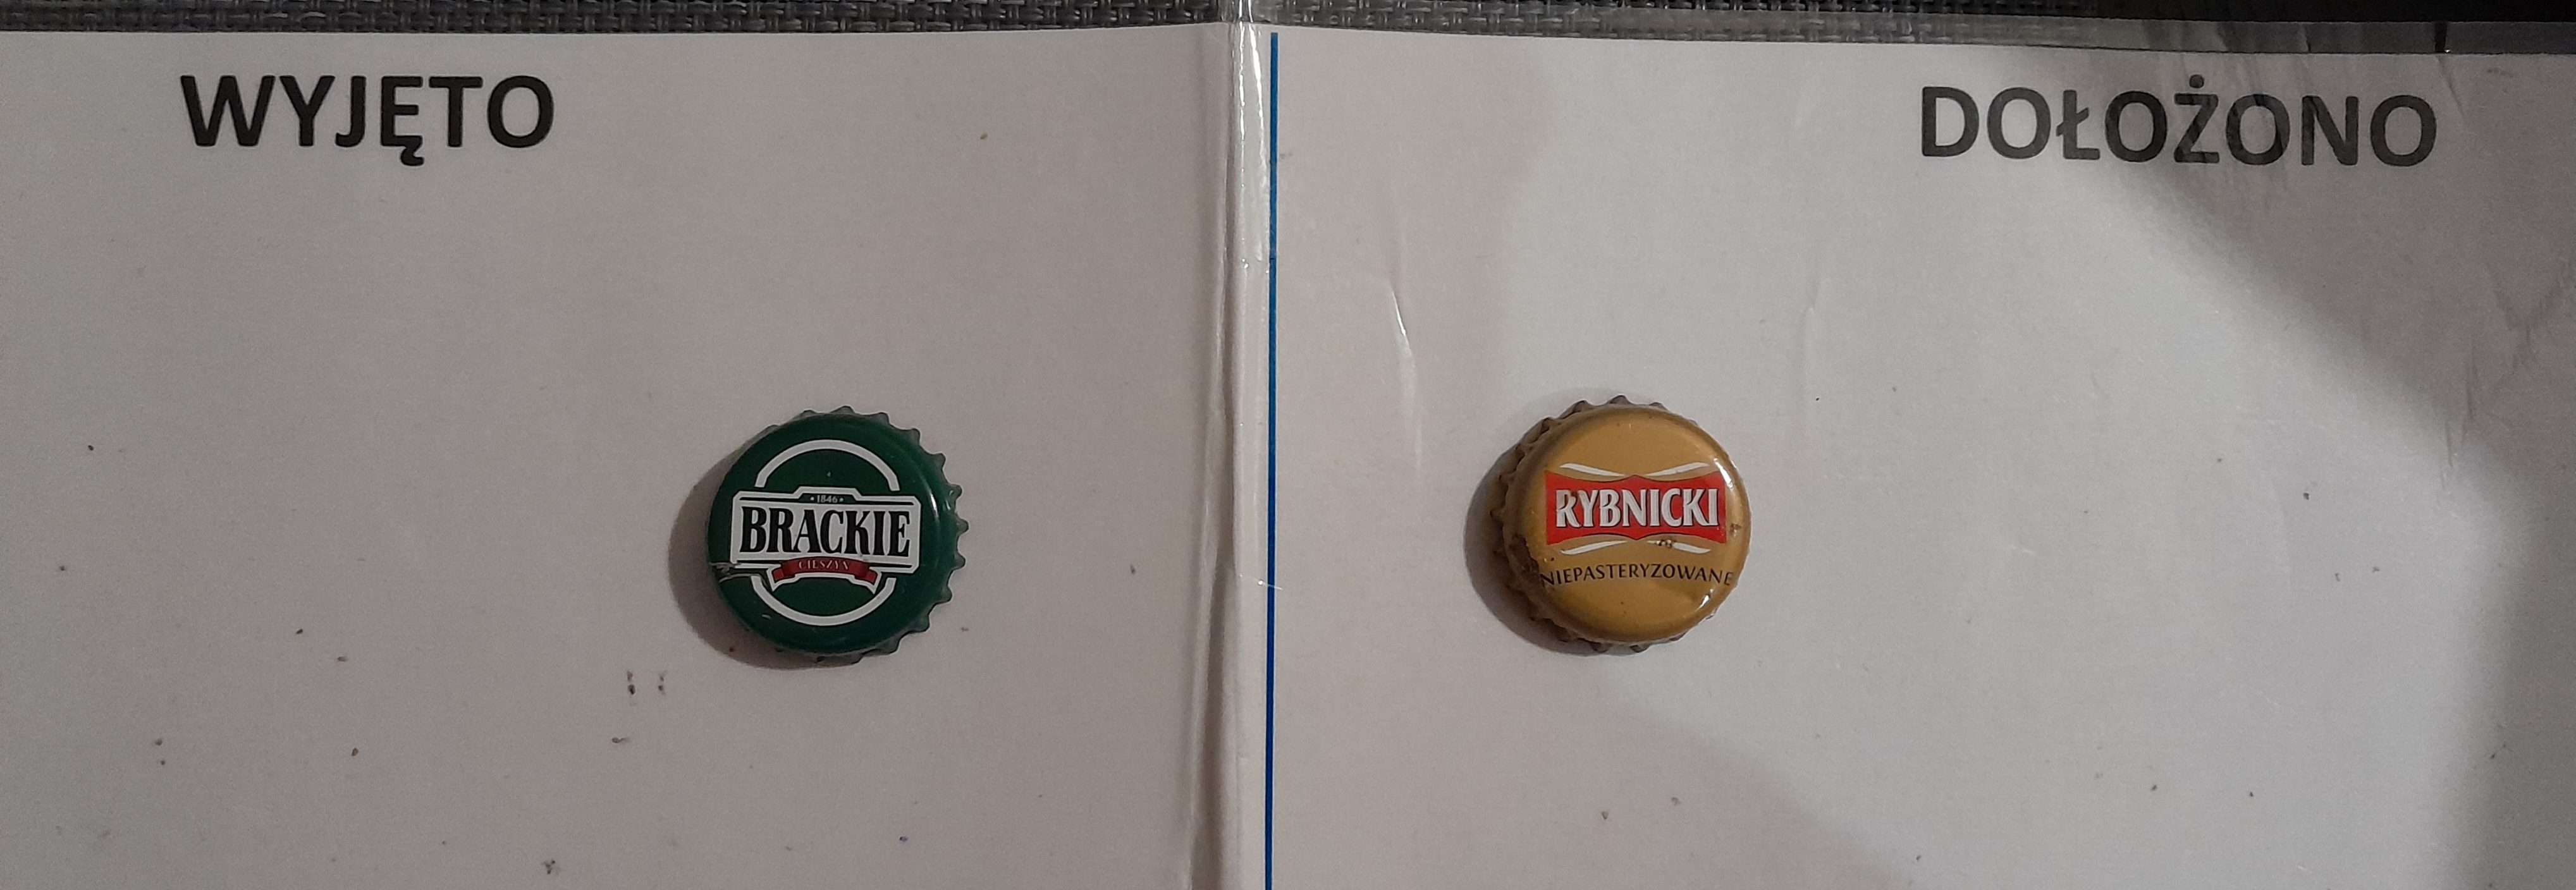 WYJĘTO
DOŁOŻONO
• 1846 •
BRACKIE
CIESZYN
RYBNICKI
NIEPASTERYZOWANE